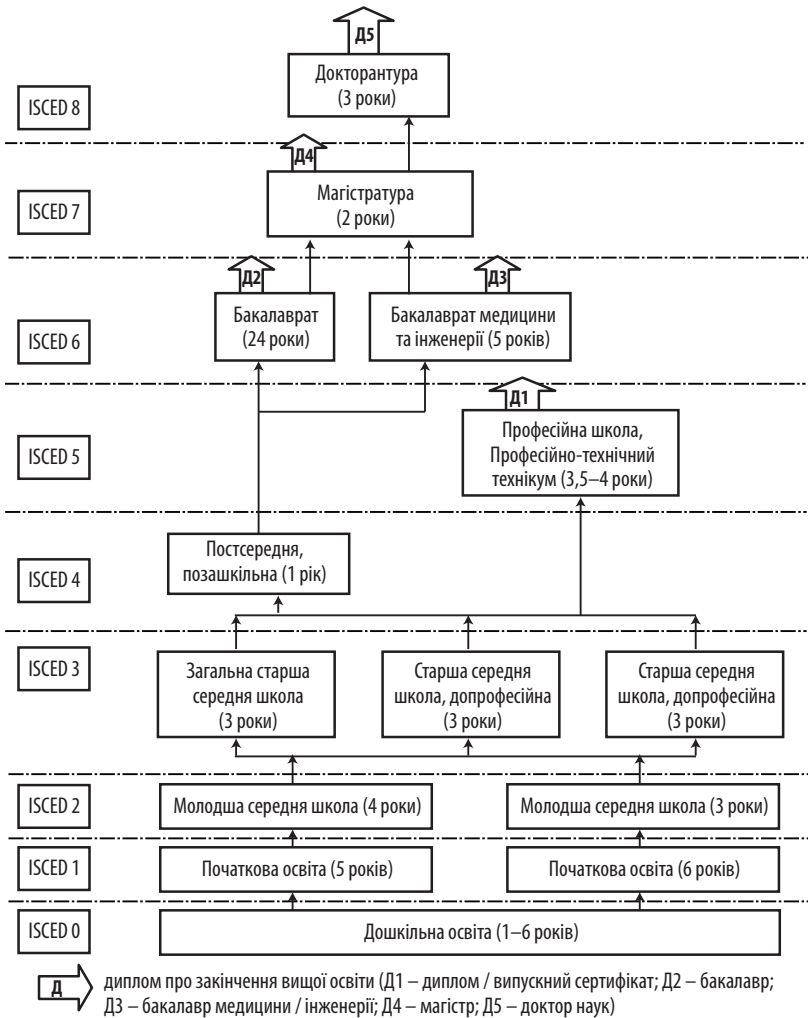 Д5
Докторантура
(3 роки)
ISCED 8
Д4
Магістратура
(2 роки)
ISCED 7
Д2
Д3
Бакалаврат
(24 роки)
Бакалаврат медицини
та інженерії (5 років)
ISCED 6
Д1
Професійна школа,
Професійно-технічний
технікум (3,5–4 роки)
ISCED 5
Постсередня,
позашкільна (1 рік)
ISCED 4
ISCED 3
Загальна старша
середня школа
(3 роки)
Старша середня
школа, допрофесійна
(3 роки)
Старша середня
школа, допрофесійна
(3 роки)
ISCED 2
Молодша середня школа (4 роки)
Молодша середня школа (3 роки)
ISCED 1
Початкова освіта (5 років)
Початкова освіта (6 років)
ISCED 0
Дошкільна освіта (1–6 років)
Д
диплом про закінчення вищої освіти (Д1 – диплом / випускний сертифікат; Д2 – бакалавр;
Д3 – бакалавр медицини / інженерії; Д4 – магістр; Д5 – доктор наук)